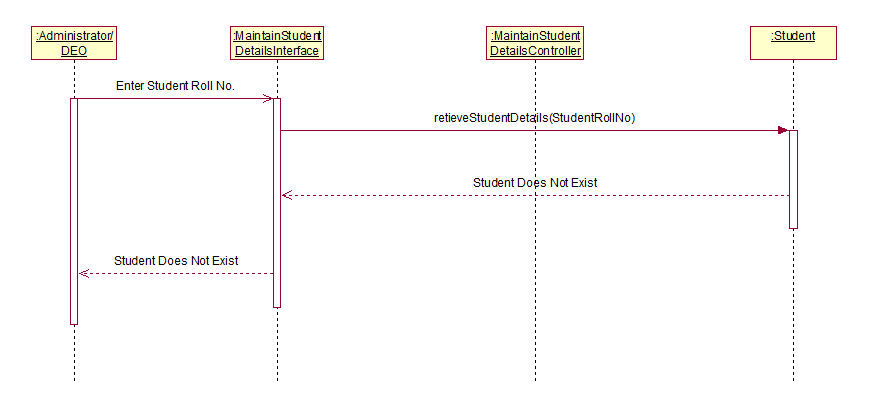 :Administrator/
DEO
:MaintainStudent
DetailsInterface
:MaintainStudent
DetailsController
:Student
Enter Student Roll No.
retieveStudentDetails(StudentRollNo)
Student Does Not Exist
Student Does Not Exist